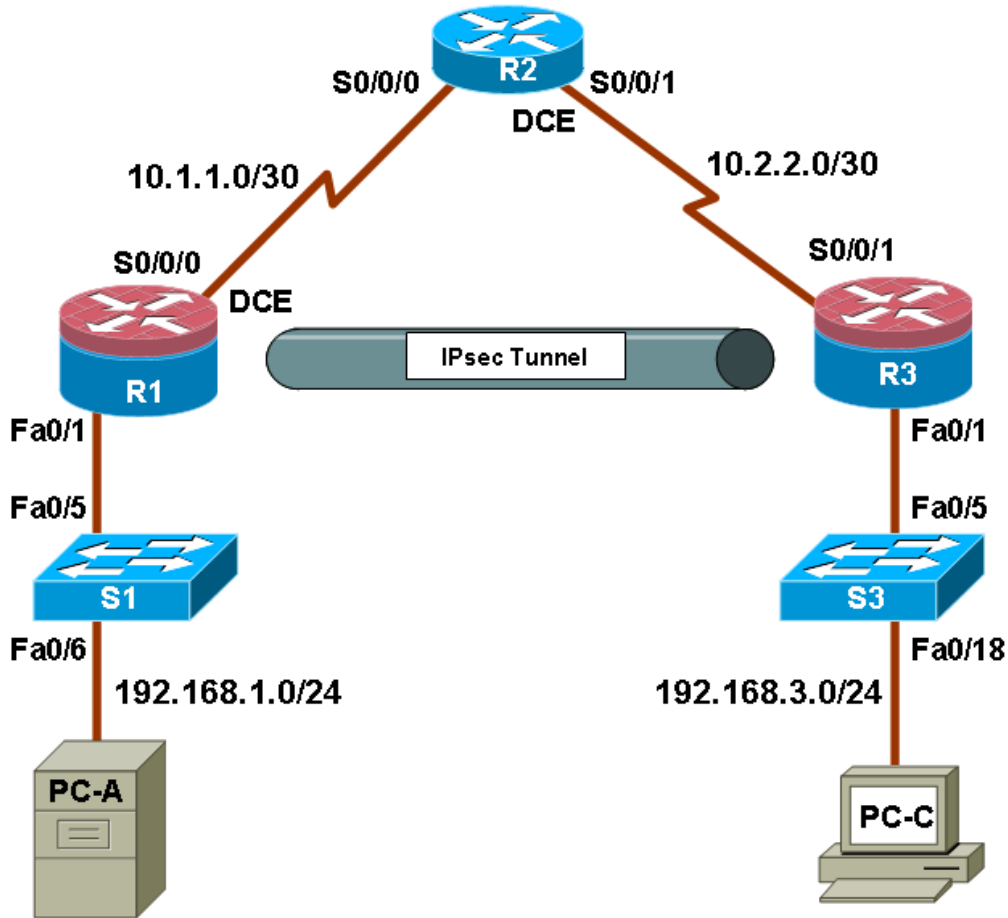 R2
S0/0/0
S0/0/1
DCE
10.1.1.0/30
10.2.2.0/30
S0/0/0
S0/0/1
DCE
IPsec Tunnel
R1
R3
Fa0/1
Fa0/1
Fa0/5
Fa0/5
S1
S3
Fa0/6
Fa0/18
192.168.1.0/24
192.168.3.0/24
PC-A
PC-C